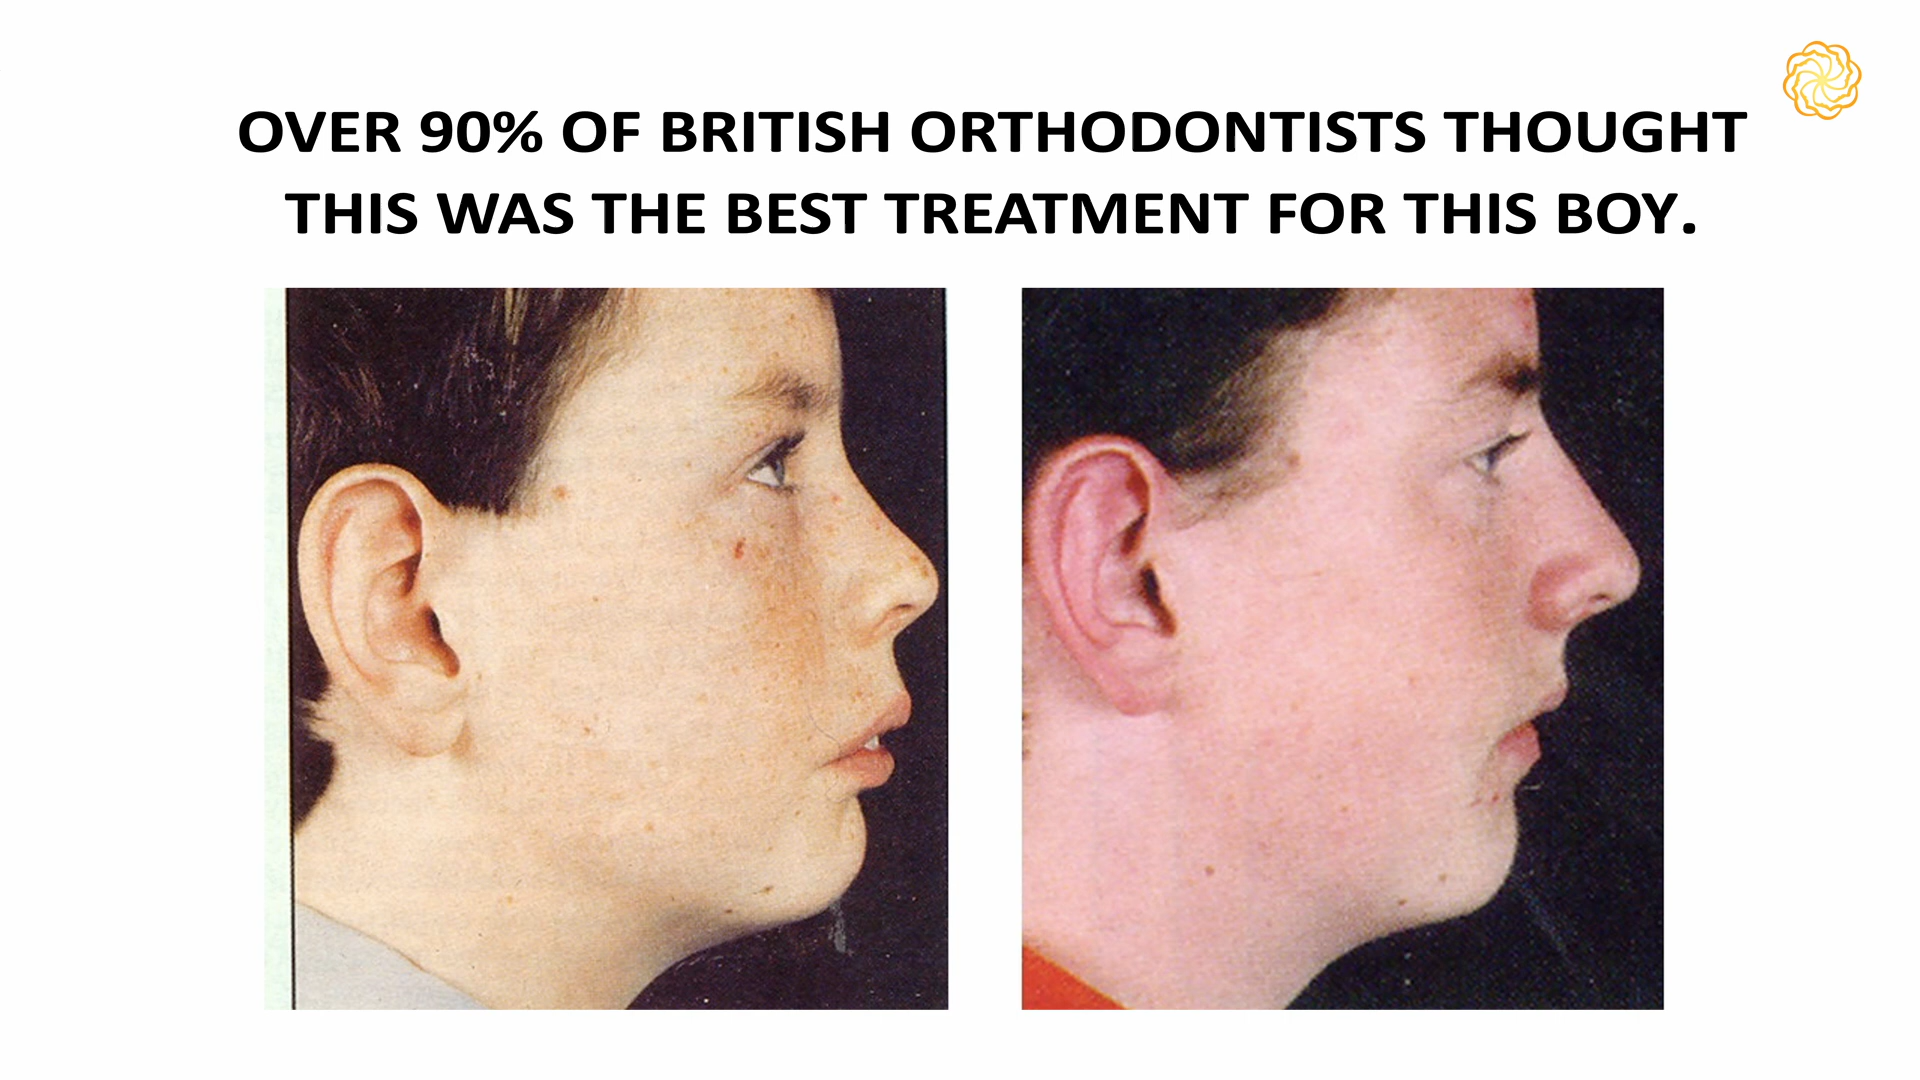 OVER 90% OF BRITISH ORTHODONTISTS THOUGHT
THIS WAS THE BEST TREATMENT FOR THIS BOY.